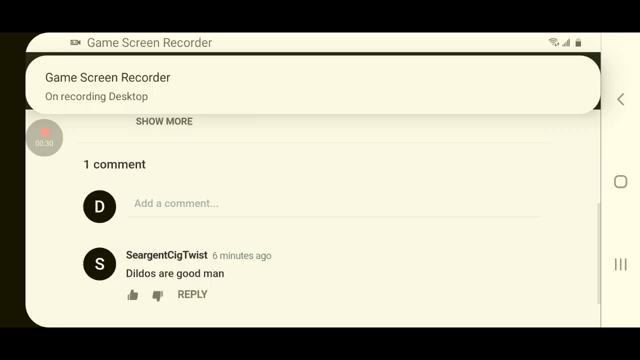 Game Screen Recorder
Game Screen Recorder
On recording Desktop
SHOW MORE
00:30
1 comment
D
Add a comment...
S
SeargentCigTwist 6 minutes ago
Dildos are good man
REPLY